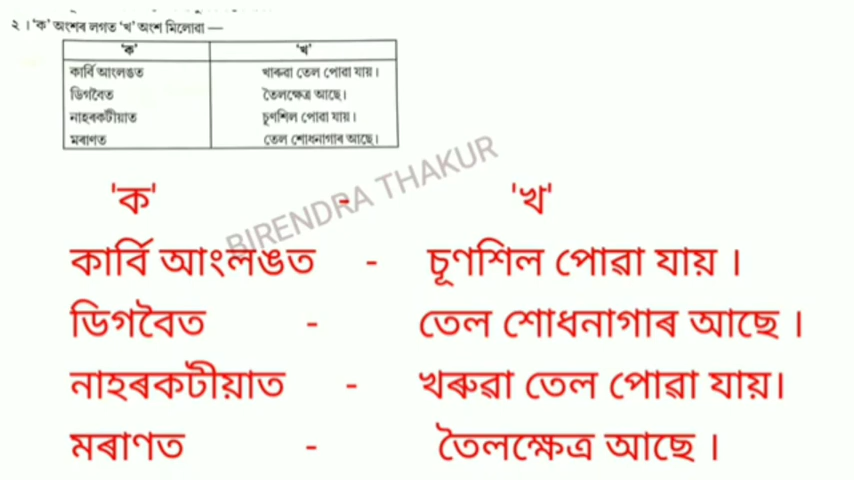 ২ । 'ক' অংশৰ লগত 'খ' অংশ মিলোৱা —
'ক' 'খ'
কাৰ্বি আংলঙত খাৰুৱা তেল পোৱা যায় ।
ডিগবৈত তৈলক্ষেত্ৰ আছে ।
নাহৰকটীয়াত চূণশিল পোৱা যায় ।
মৰাণত তেল শোধনাগাৰ আছে ।
BIRENDRA THAKUR
'ক' - 'খ'
কাৰ্বি আংলঙত - চূণশিল পোৱা যায় ।
ডিগবৈত - তেল শোধনাগাৰ আছে ।
নাহৰকটীয়াত - খৰুৱা তেল পোৱা যায়।
মৰাণত - তৈলক্ষেত্ৰ আছে ।